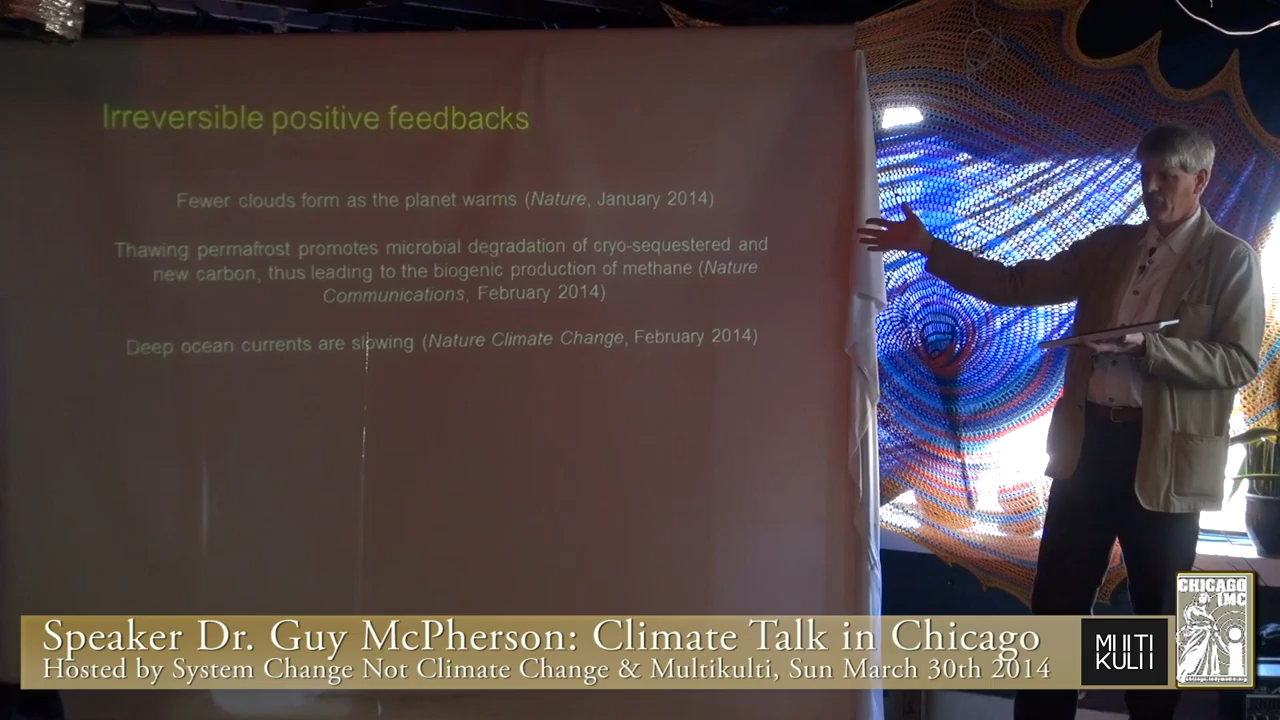 Irreversible positive feedbacks
Fewer clouds form as the planet warms (Nature, January 2014)
Thawing permafrost promotes microbial degradation of cryo-sequestered and
new carbon, thus leading to the biogenic production of methane (Nature
Communications, February 2014)
Deep ocean currents are slowing (Nature Climate Change, February 2014)
Speaker Dr. Guy McPherson: Climate Talk in Chicago
Hosted by System Change Not Climate Change & Multikulti, Sun March 30th 2014
MULTI
KULTI
CHICAGO
IMC
chicago.indymedia.org